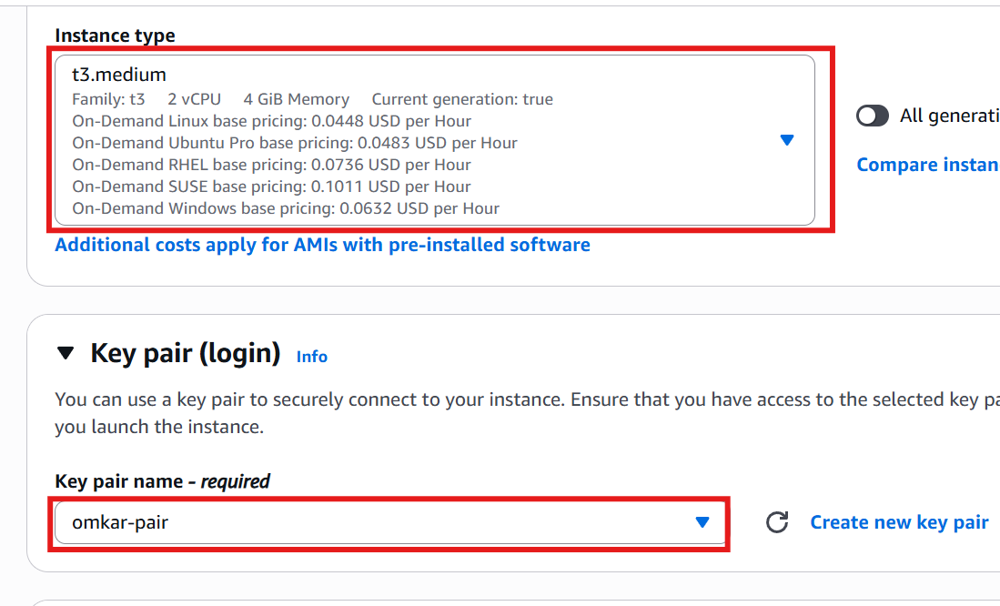 Instance type
t3.medium
Family: t3 2 vCPU 4 GiB Memory Current generation: true
On-Demand Linux base pricing: 0.0448 USD per Hour
On-Demand Ubuntu Pro base pricing: 0.0483 USD per Hour
On-Demand RHEL base pricing: 0.0736 USD per Hour
On-Demand SUSE base pricing: 0.1011 USD per Hour
On-Demand Windows base pricing: 0.0632 USD per Hour
All generati
Compare instan
Additional costs apply for AMIs with pre-installed software
Key pair (login) Info
You can use a key pair to securely connect to your instance. Ensure that you have access to the selected key pa
you launch the instance.
Key pair name - required
omkar-pair
Create new key pair